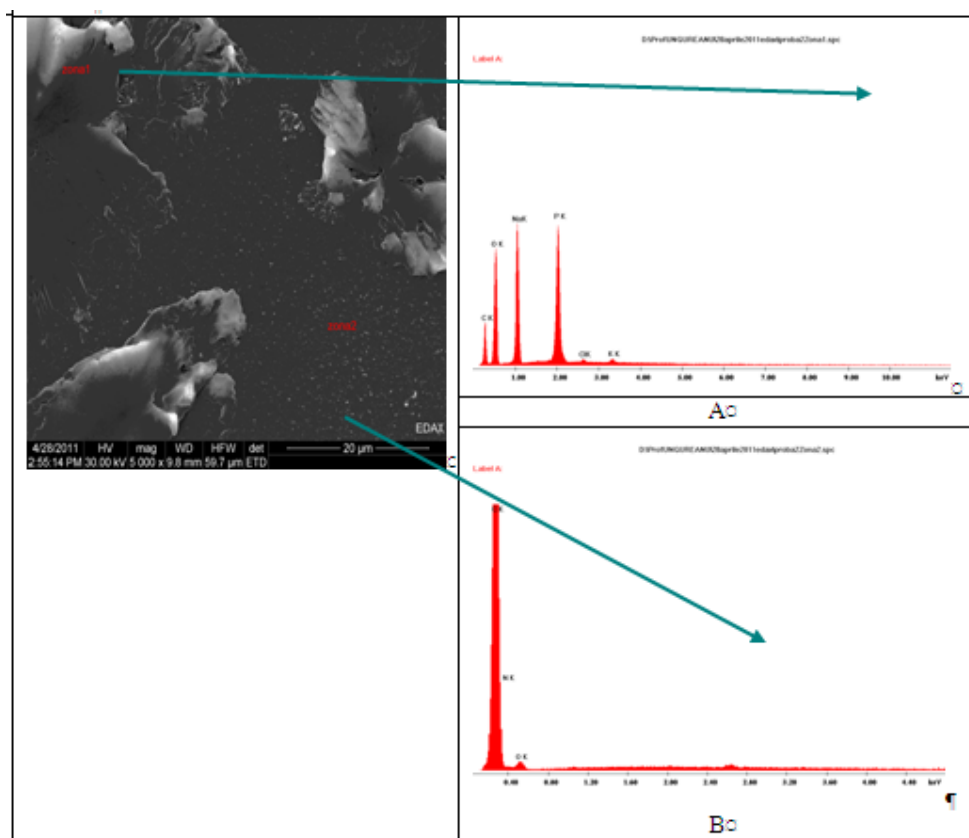 zona1
zona2
EDAX
4/28/2011 HV mag WD HFW det 20 µm
2:55:14 PM 30.00 kV 5 000 x 9.8 mm 59.7 µm ETD
Label A:
C K
O K
NaK
P K
ClK
K K
1.00 2.00 3.00 4.00 5.00 6.00 7.00 8.00 9.00 10.00 keV
A
Label A:
N K
O K
0.40 0.80 1.20 1.60 2.00 2.40 2.80 3.20 3.60 4.00 4.40 keV
B